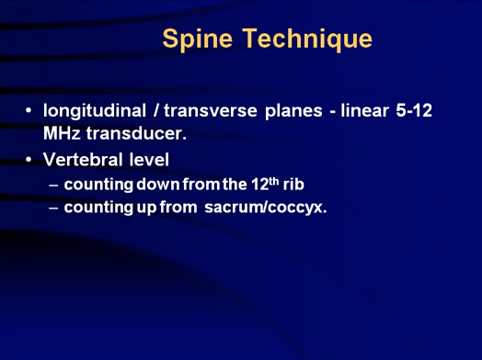 Spine Technique
• longitudinal / transverse planes - linear 5-12
MHz transducer.
• Vertebral level
– counting down from the 12th rib
– counting up from sacrum/coccyx.